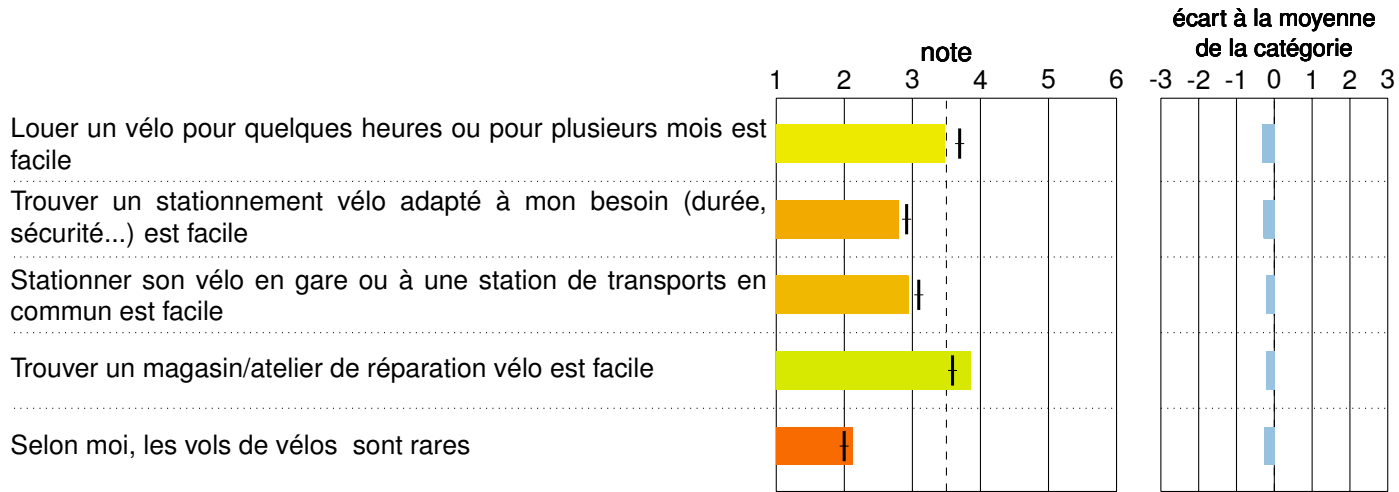 écart à la moyenne
note de la catégorie
1 2 3 4 5 6 -3 -2 -1 0 1 2 3
Louer un vélo pour quelques heures ou pour plusieurs mois est
facile
Trouver un stationnement vélo adapté à mon besoin (durée,
sécurité...) est facile
Stationner son vélo en gare ou à une station de transports en
commun est facile
Trouver un magasin/atelier de réparation vélo est facile
Selon moi, les vols de vélos sont rares